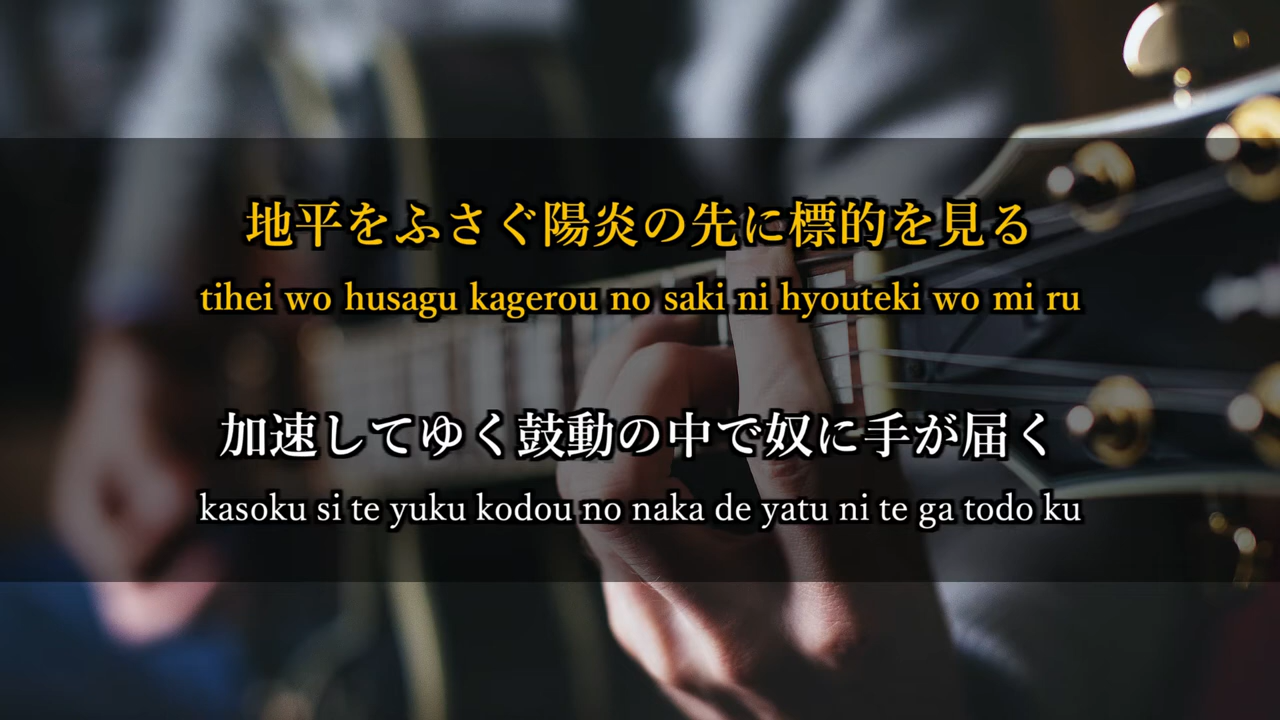 地平をふさぐ陽炎の先に標的を見る
tihei wo husagu kagerou no saki ni hyouteki wo mi ru
加速してゆく鼓動の中で奴に手が届く
kasoku si te yuku kodou no naka de yatu ni te ga todo ku